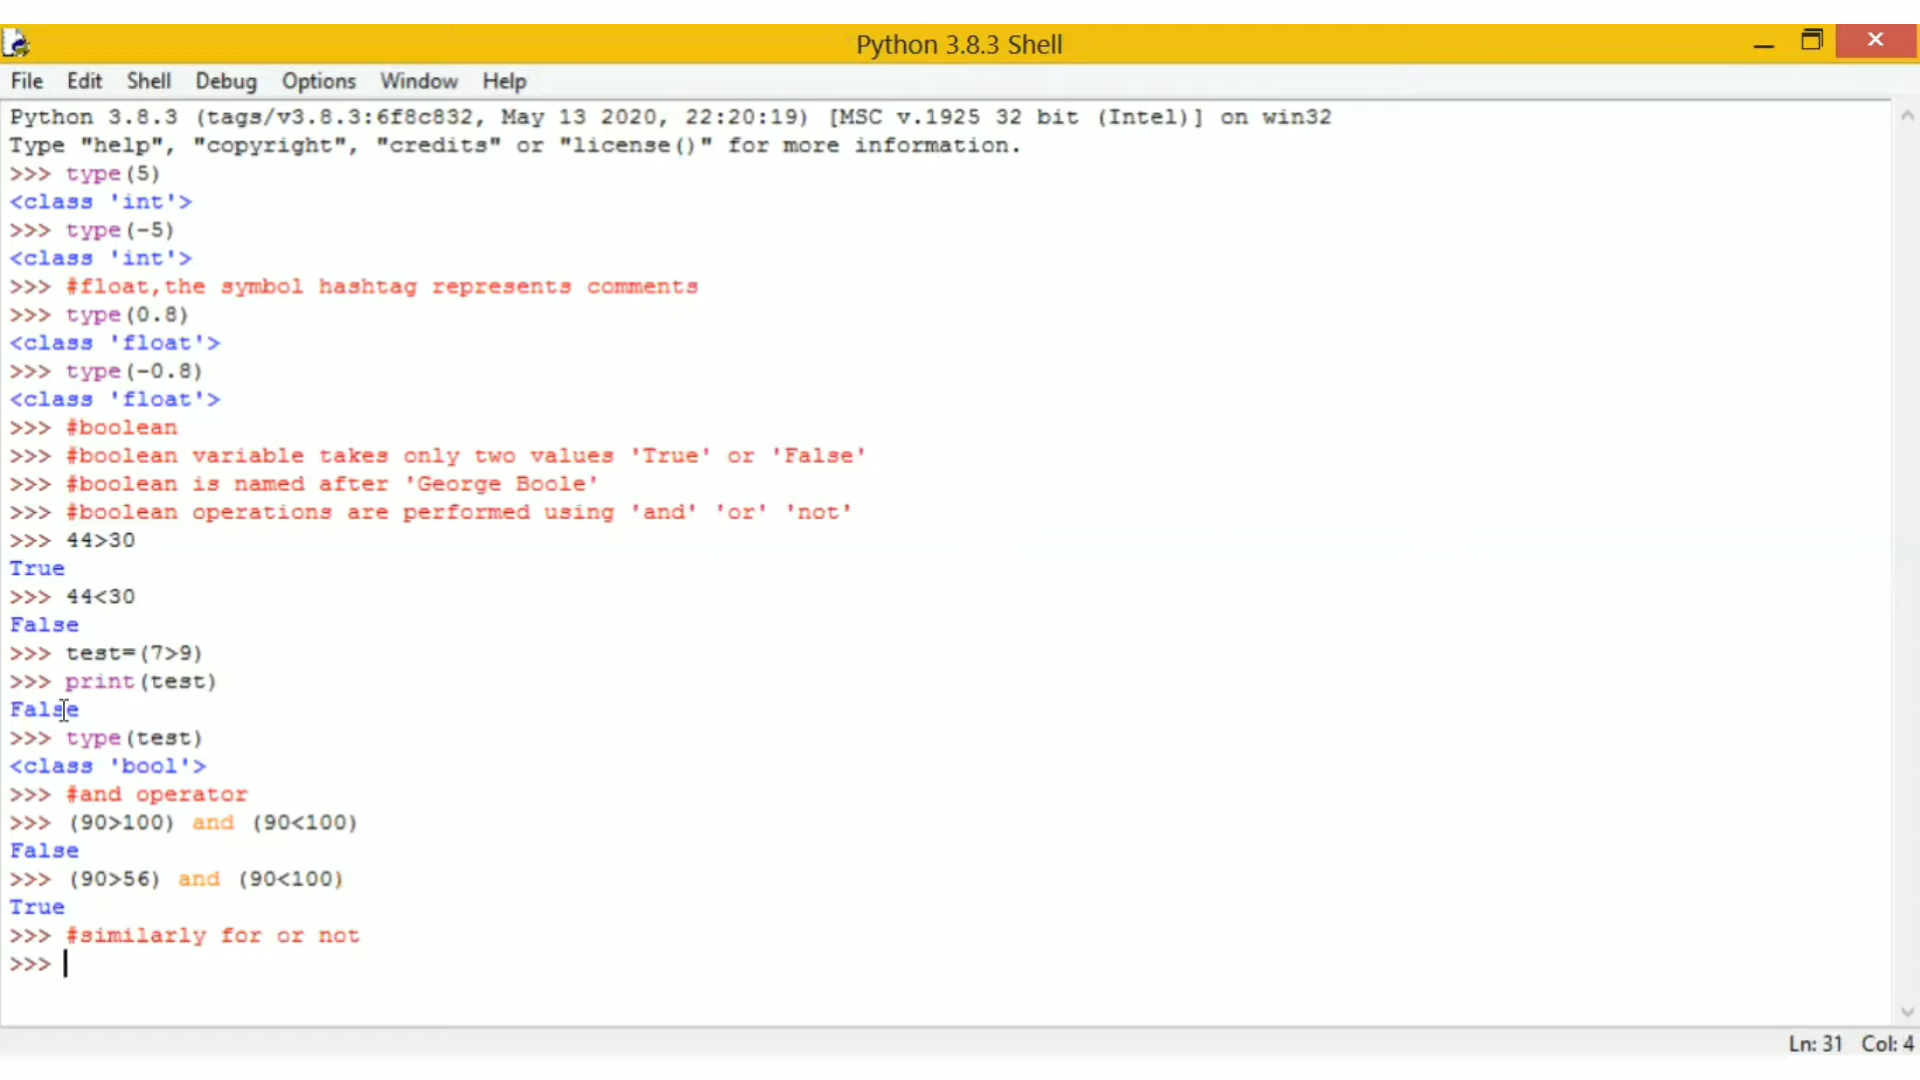 Python 3.8.3 Shell
File Edit Shell Debug Options Window Help
Python 3.8.3 (tags/v3.8.3:6f8c832, May 13 2020, 22:20:19) [MSC v.1925 32 bit (Intel)] on win32
Type "help", "copyright", "credits" or "license()" for more information.
>>> type(5)
<class 'int'>
>>> type(-5)
<class 'int'>
>>> #float,the symbol hashtag represents comments
>>> type(0.8)
<class 'float'>
>>> type(-0.8)
<class 'float'>
>>> #boolean
>>> #boolean variable takes only two values 'True' or 'False'
>>> #boolean is named after 'George Boole'
>>> #boolean operations are performed using 'and' 'or' 'not'
>>> 44>30
True
>>> 44<30
False
>>> test=(7>9)
>>> print(test)
False
>>> type(test)
<class 'bool'>
>>> #and operator
>>> (90>100) and (90<100)
False
>>> (90>56) and (90<100)
True
>>> #similarly for or not
>>>
Ln: 31 Col: 4